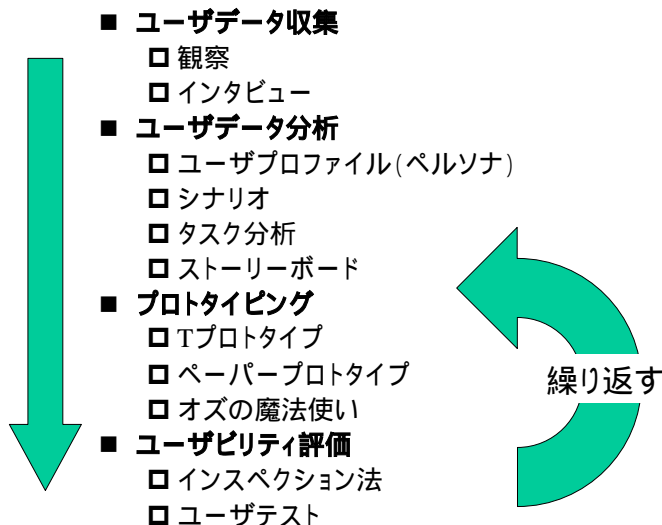 ■ ユーザデータ収集
□ 観察
□ インタビュー
■ ユーザデータ分析
□ ユーザプロファイル(ペルソナ)
□ シナリオ
□ タスク分析
□ ストーリーボード
■ プロトタイピング
□ Tプロトタイプ
□ ペーパープロトタイプ
□ オズの魔法使い
■ ユーザビリティ評価
□ インスペクション法
□ ユーザテスト
繰り返す